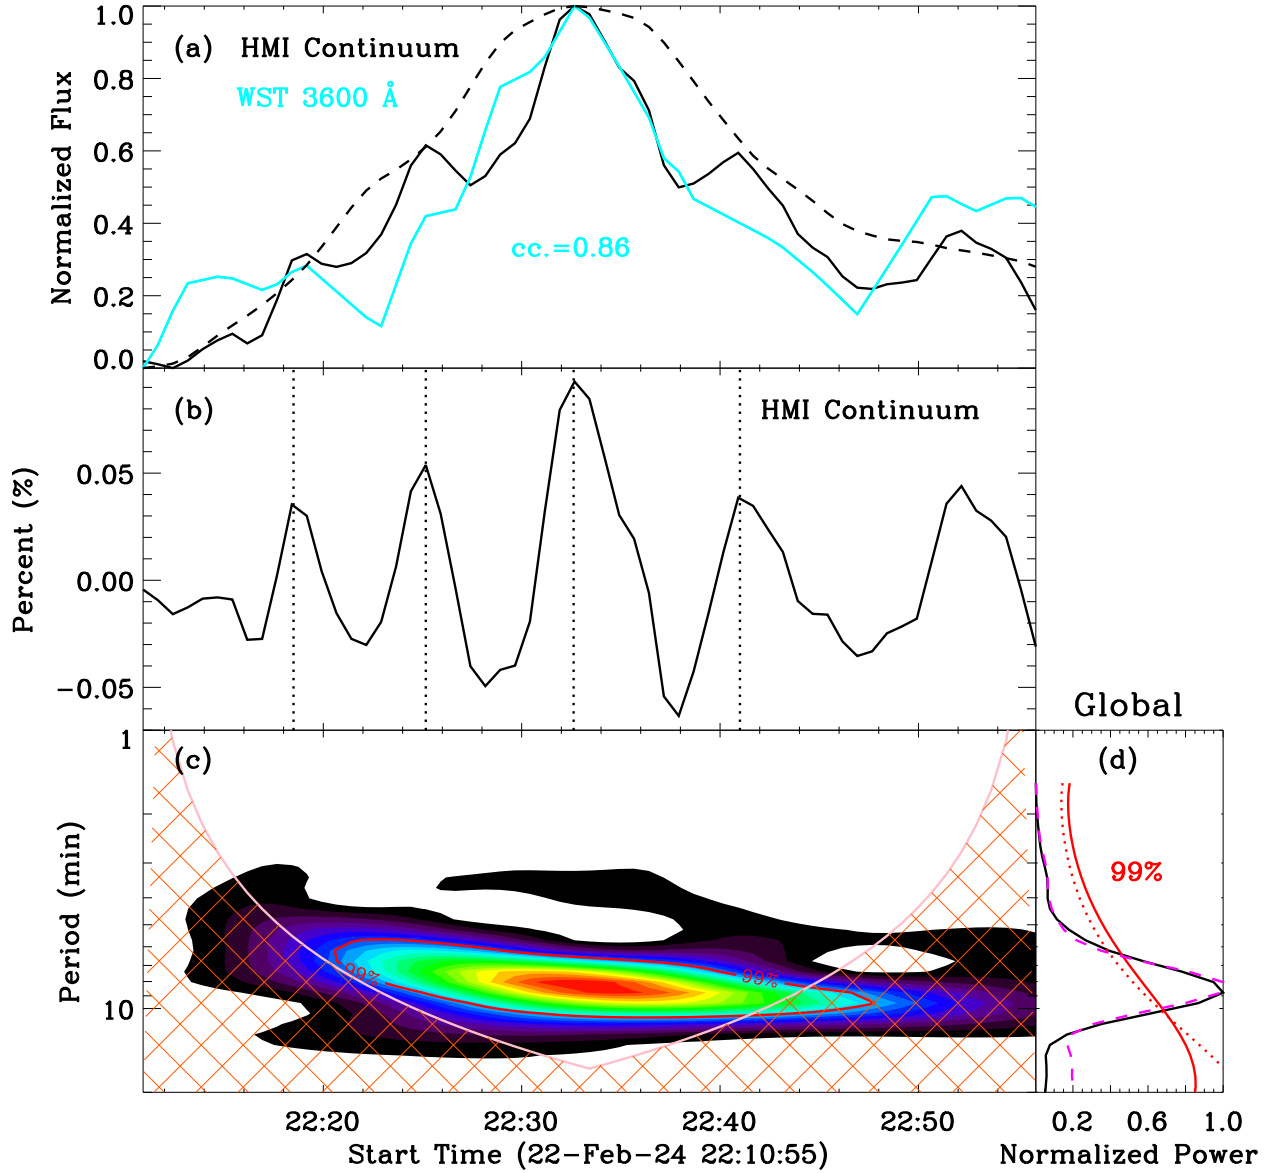 1.0
0.8
0.6
0.4
0.2
0.0
Normalized Flux
(a) HMI Continuum
WST 3600 Å
cc.=0.86
(b)
HMI Continuum
0.05
0.00
−0.05
Percent (%)
Global
1
10
Period (min)
(c)
99%
99%
(d)
99%
22:20 22:30 22:40 22:50
Start Time (22−Feb−24 22:10:55)
0.2 0.6 1.0
Normalized Power